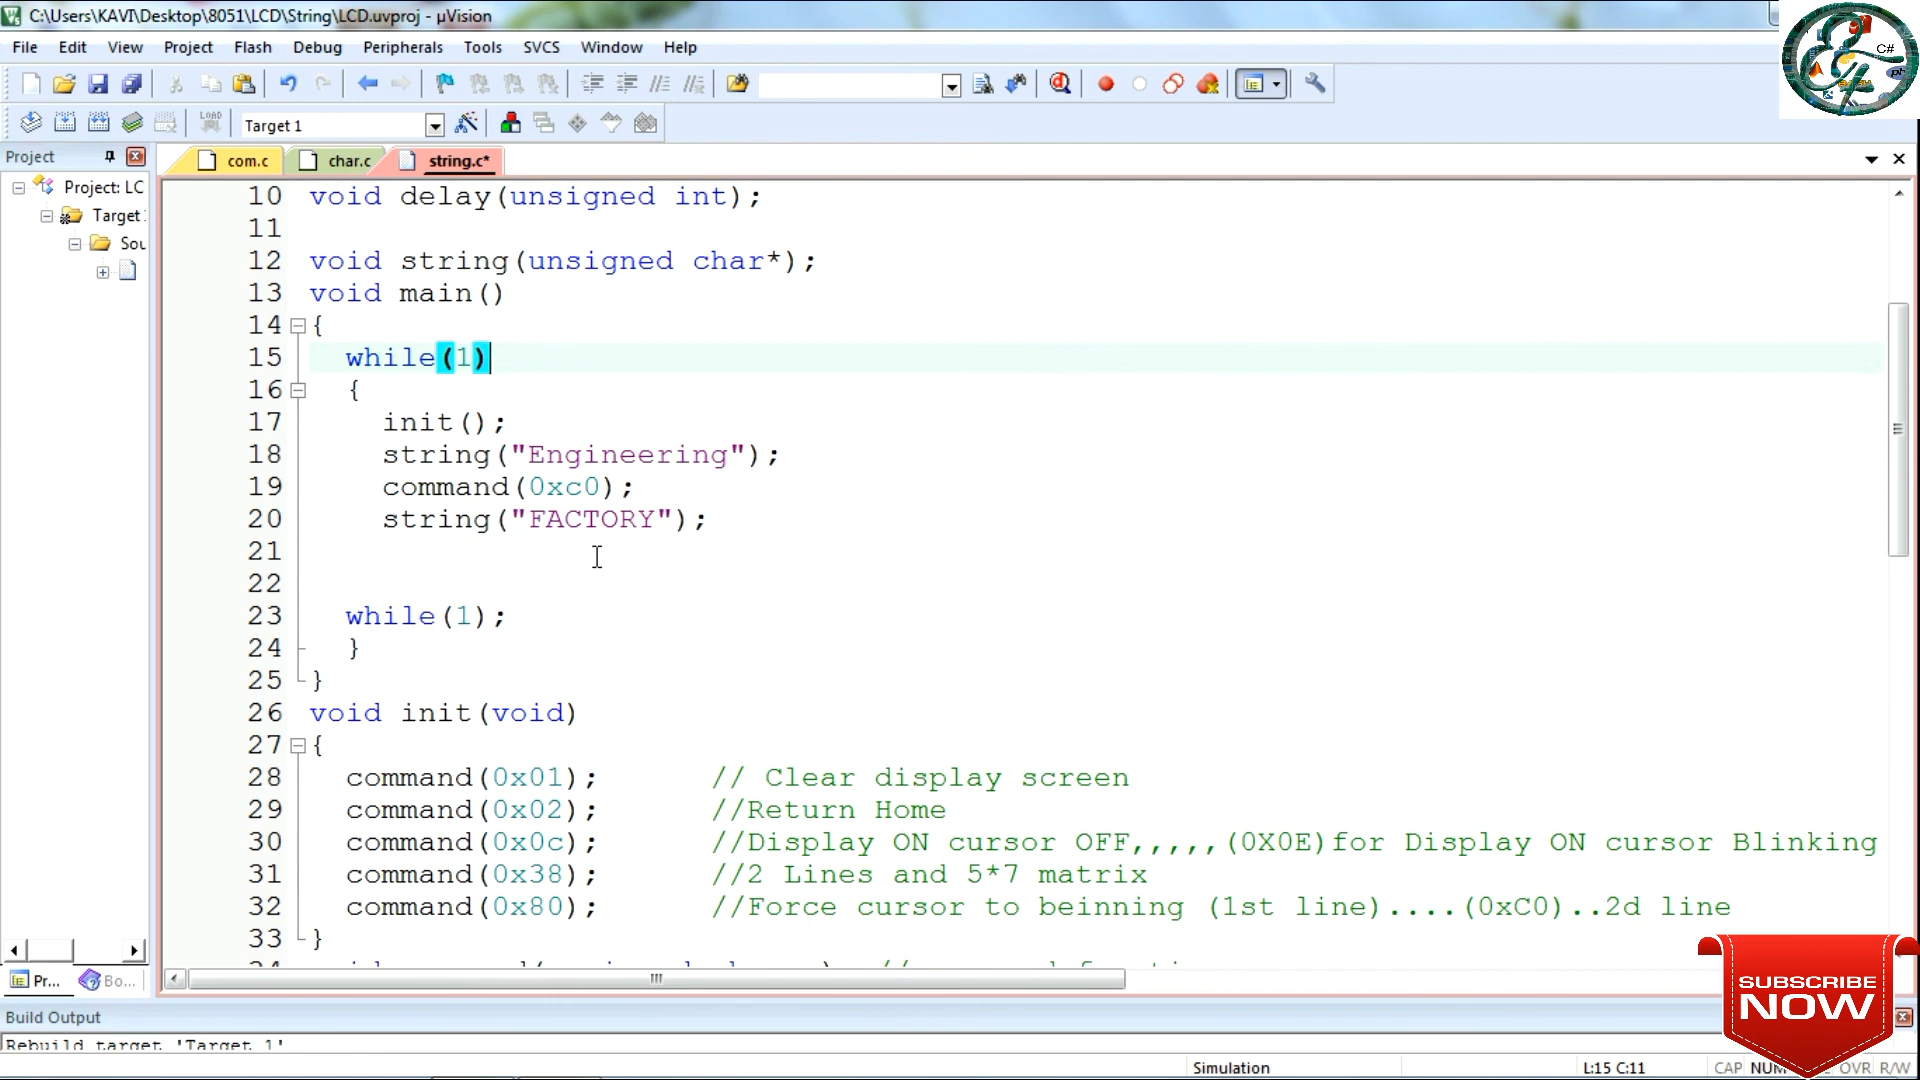 C:\Users\KAVI\Desktop\8051\LCD\String\LCD.uvproj - µVision
File Edit View Project Flash Debug Peripherals Tools SVCS Window Help
C#
LOAD Target 1
Project
com.c char.c string.c*
Project: LC
Target
Sou
10 void delay(unsigned int);
11
12 void string(unsigned char*);
13 void main()
14 {
15 while(1)
16 {
17 init();
18 string("Engineering");
19 command(0xc0);
20 string("FACTORY");
21
22
23 while(1);
24 }
25 }
26 void init(void)
27 {
28 command(0x01); // Clear display screen
29 command(0x02); //Return Home
30 command(0x0c); //Display ON cursor OFF,,,,,(0X0E)for Display ON cursor Blinking
31 command(0x38); //2 Lines and 5*7 matrix
32 command(0x80); //Force cursor to beinning (1st line)....(0xC0)..2d line
33 }
Pr... Bo...
SUBSCRIBE
NOW
Build Output
Rebuild target 'Target 1'
Simulation L:15 C:11 CAP NUM OVR R/W